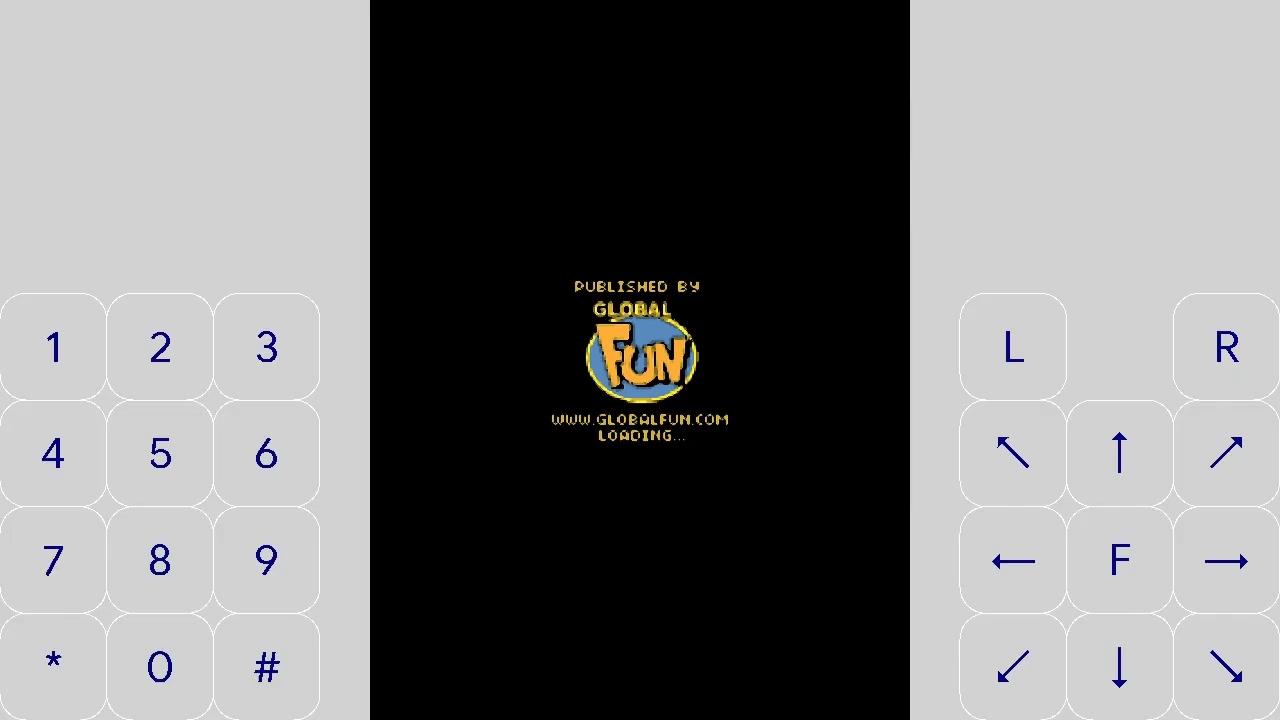 PUBLISHED BY
GLOBAL
FUN
WWW.GLOBALFUN.COM
LOADING...
1 2 3
4 5 6
7 8 9
* 0 #
L R
↖ ↑ ↗
← F →
↙ ↓ ↘